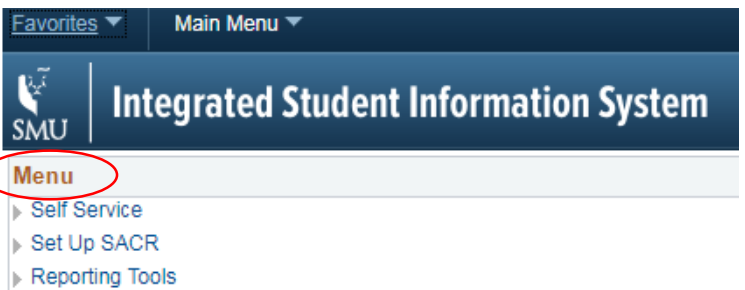 Favorites Main Menu
SMU Integrated Student Information System
Menu
Self Service
Set Up SACR
Reporting Tools